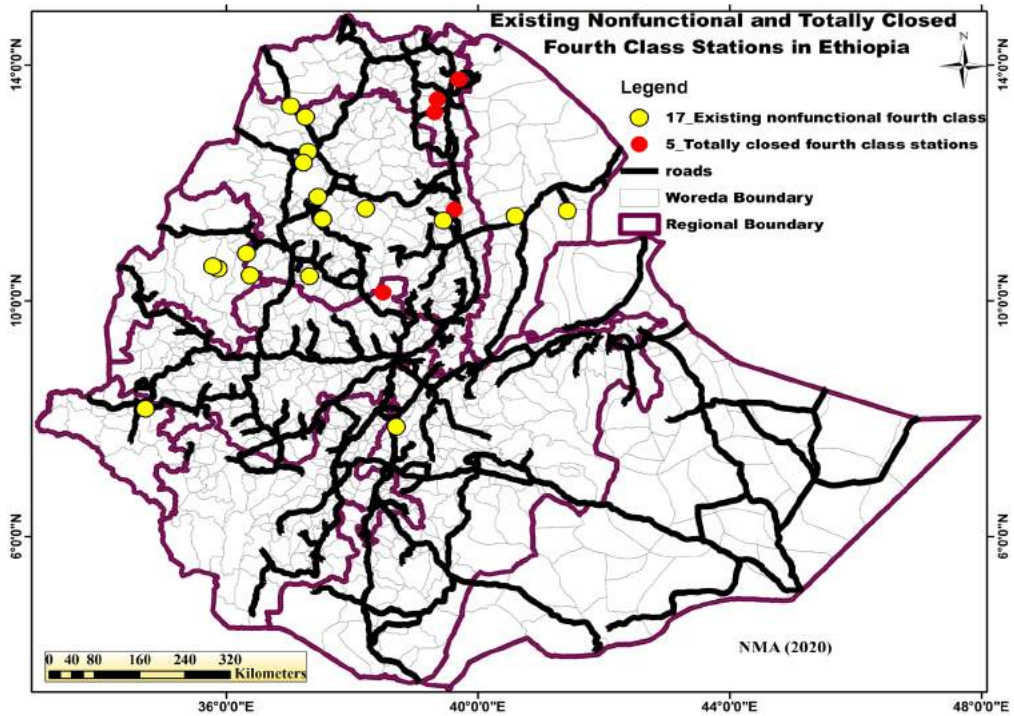 Existing Nonfunctional and Totally Closed
Fourth Class Stations in Ethiopia
N
Legend
17_Existing nonfunctional fourth class
5_Totally closed fourth class stations
roads
Woreda Boundary
Regional Boundary
14°0'0"N
14°0'0"N
10°0'0"N
10°0'0"N
6°0'0"N
6°0'0"N
NMA (2020)
0 40 80 160 240 320
Kilometers
36°0'0"E
40°0'0"E
44°0'0"E
48°0'0"E